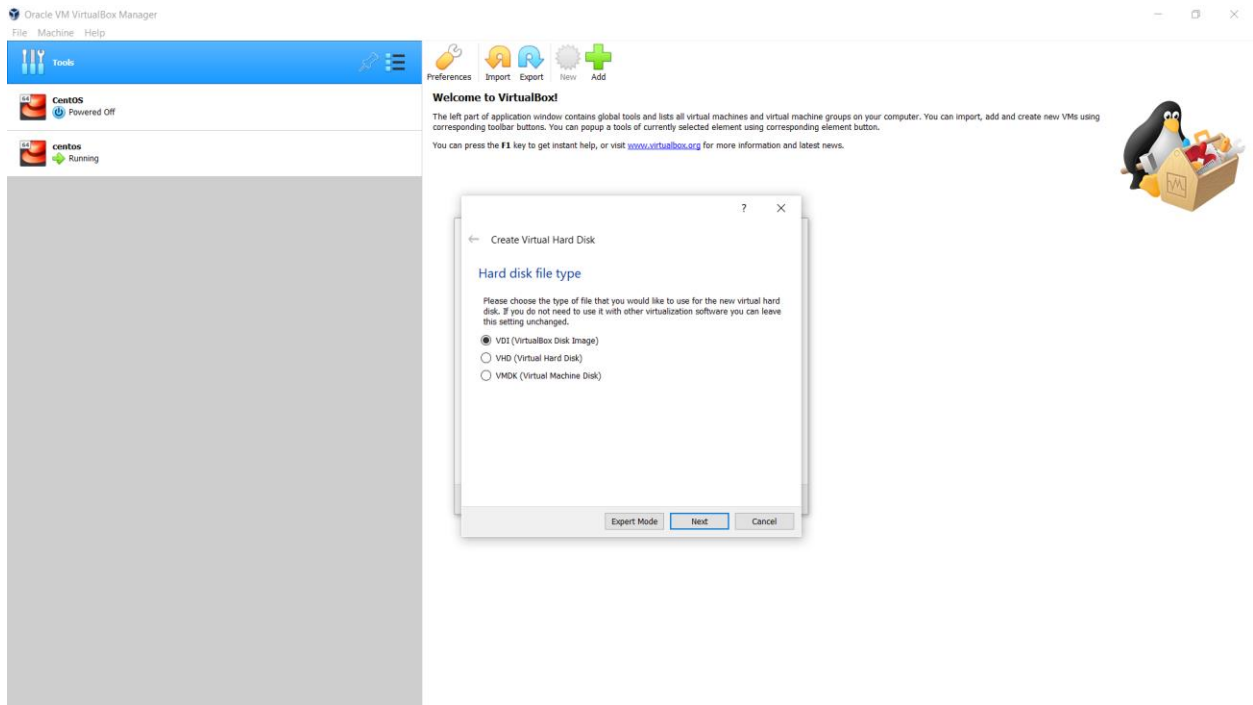 Oracle VM VirtualBox Manager
File Machine Help
Tools
64
CentOS
Powered Off
64
centos
Running
Preferences Import Export New Add
Welcome to VirtualBox!
The left part of application window contains global tools and lists all virtual machines and virtual machine groups on your computer. You can import, add and create new VMs using
corresponding toolbar buttons. You can popup a tools of currently selected element using corresponding element button.
You can press the F1 key to get instant help, or visit www.virtualbox.org for more information and latest news.
?
Create Virtual Hard Disk
Hard disk file type
Please choose the type of file that you would like to use for the new virtual hard
disk. If you do not need to use it with other virtualization software you can leave
this setting unchanged.
VDI (VirtualBox Disk Image)
VHD (Virtual Hard Disk)
VMDK (Virtual Machine Disk)
Expert Mode Next Cancel